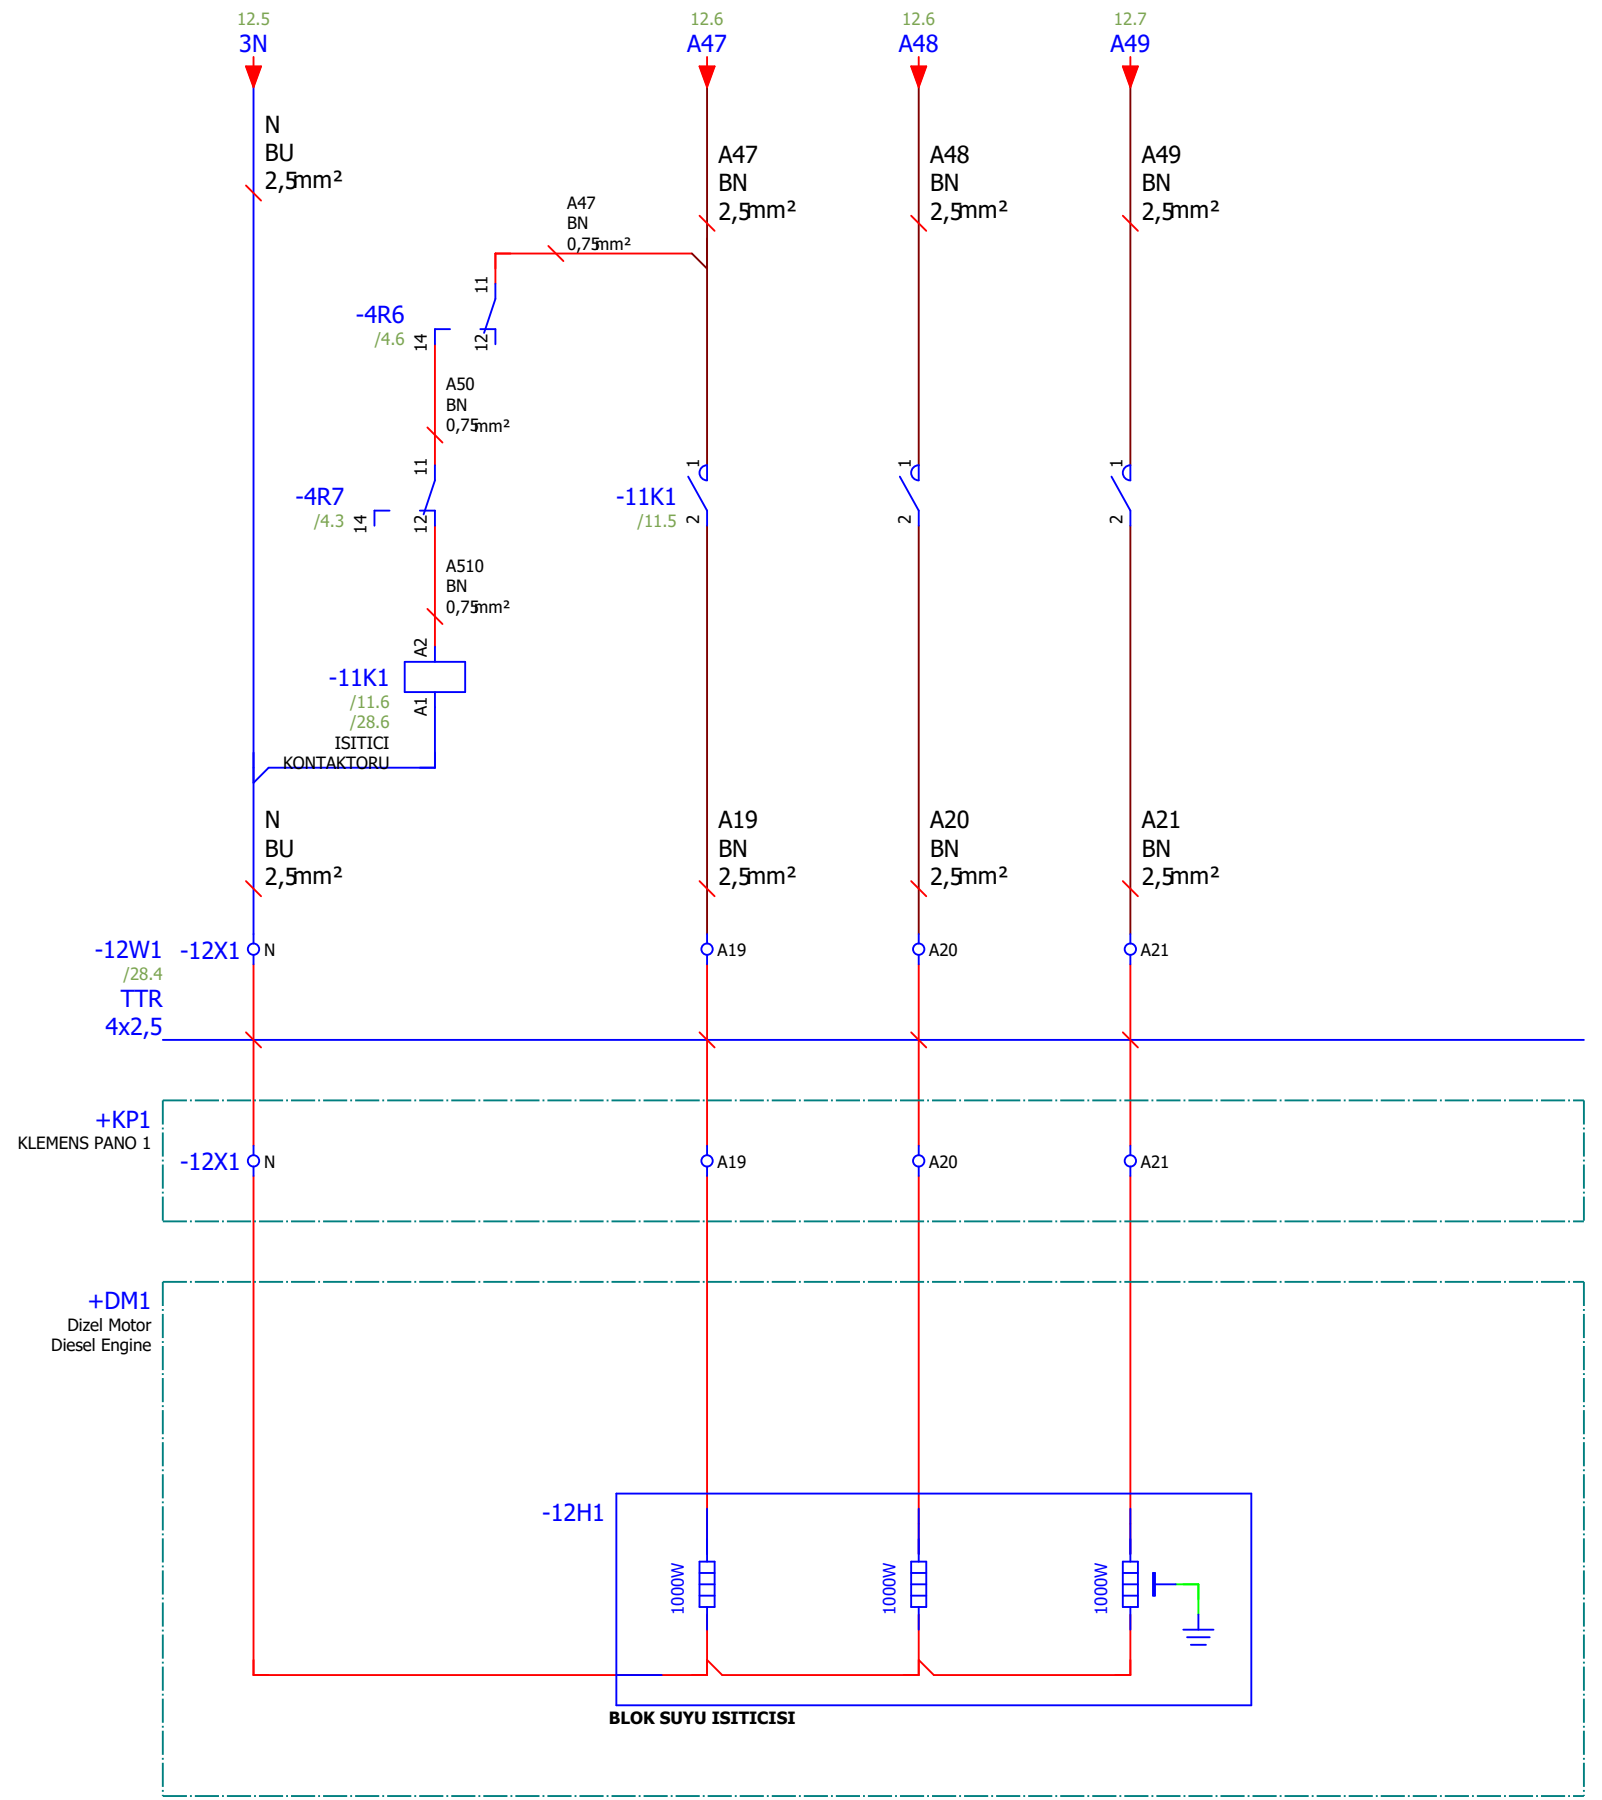 12.5
3N
12.6
A47
12.6
A48
12.7
A49
N
BU
2,5mm²
A47
BN
2,5mm²
A48
BN
2,5mm²
A49
BN
2,5mm²
A47
BN
0,75mm²
-4R6
/4.6
11
14
12
A50
BN
0,75mm²
-4R7
/4.3
11
14
12
-11K1
/11.5
1
2
1
2
1
2
A510
BN
0,75mm²
-11K1
/11.6
/28.6
ISITICI
KONTAKTORU
A2
A1
N
BU
2,5mm²
A19
BN
2,5mm²
A20
BN
2,5mm²
A21
BN
2,5mm²
-12W1
/28.4
TTR
4x2,5
-12X1
N
A19
A20
A21
+KP1
KLEMENS PANO 1
-12X1
N
A19
A20
A21
+DM1
Dizel Motor
Diesel Engine
-12H1
1000W
1000W
1000W
BLOK SUYU ISITICISI